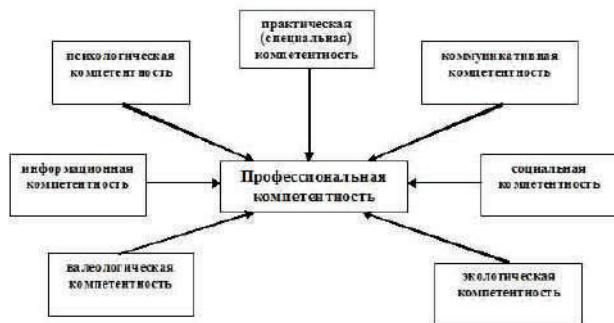 практическая
(специальная)
компетентность
психологическая
компетентность
коммуникативная
компетентность
информационная
компетентность
Профессиональная
компетентность
социальная
компетентность
валеологическая
компетентность
экологическая
компетентность